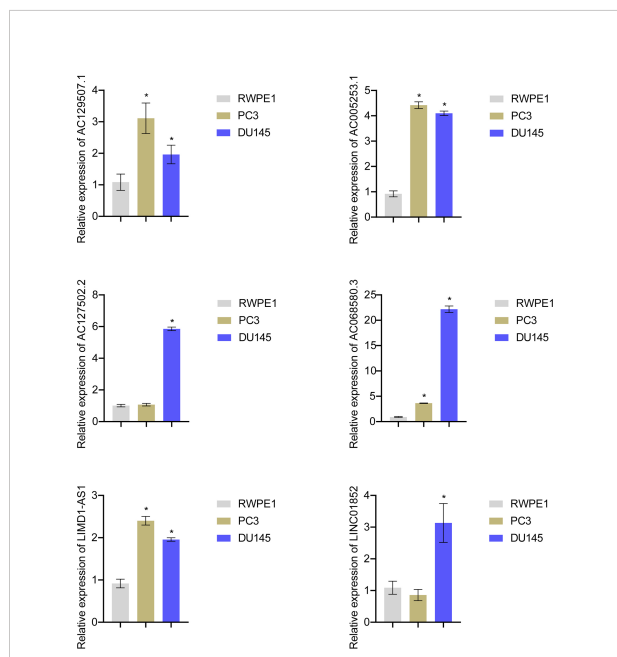 Relative expression of AC129507.1
4
3
2
1
0
*
*
RWPE1
PC3
DU145
Relative expression of AC005253.1
5
4
3
2
1
0
*
*
RWPE1
PC3
DU145
Relative expression of AC127502.2
8
6
4
2
0
*
RWPE1
PC3
DU145
Relative expression of AC068580.3
25
20
15
10
5
0
*
*
RWPE1
PC3
DU145
Relative expression of LIMD1-AS1
3
2
1
0
*
*
RWPE1
PC3
DU145
Relative expression of LINC01852
4
3
2
1
0
*
RWPE1
PC3
DU145